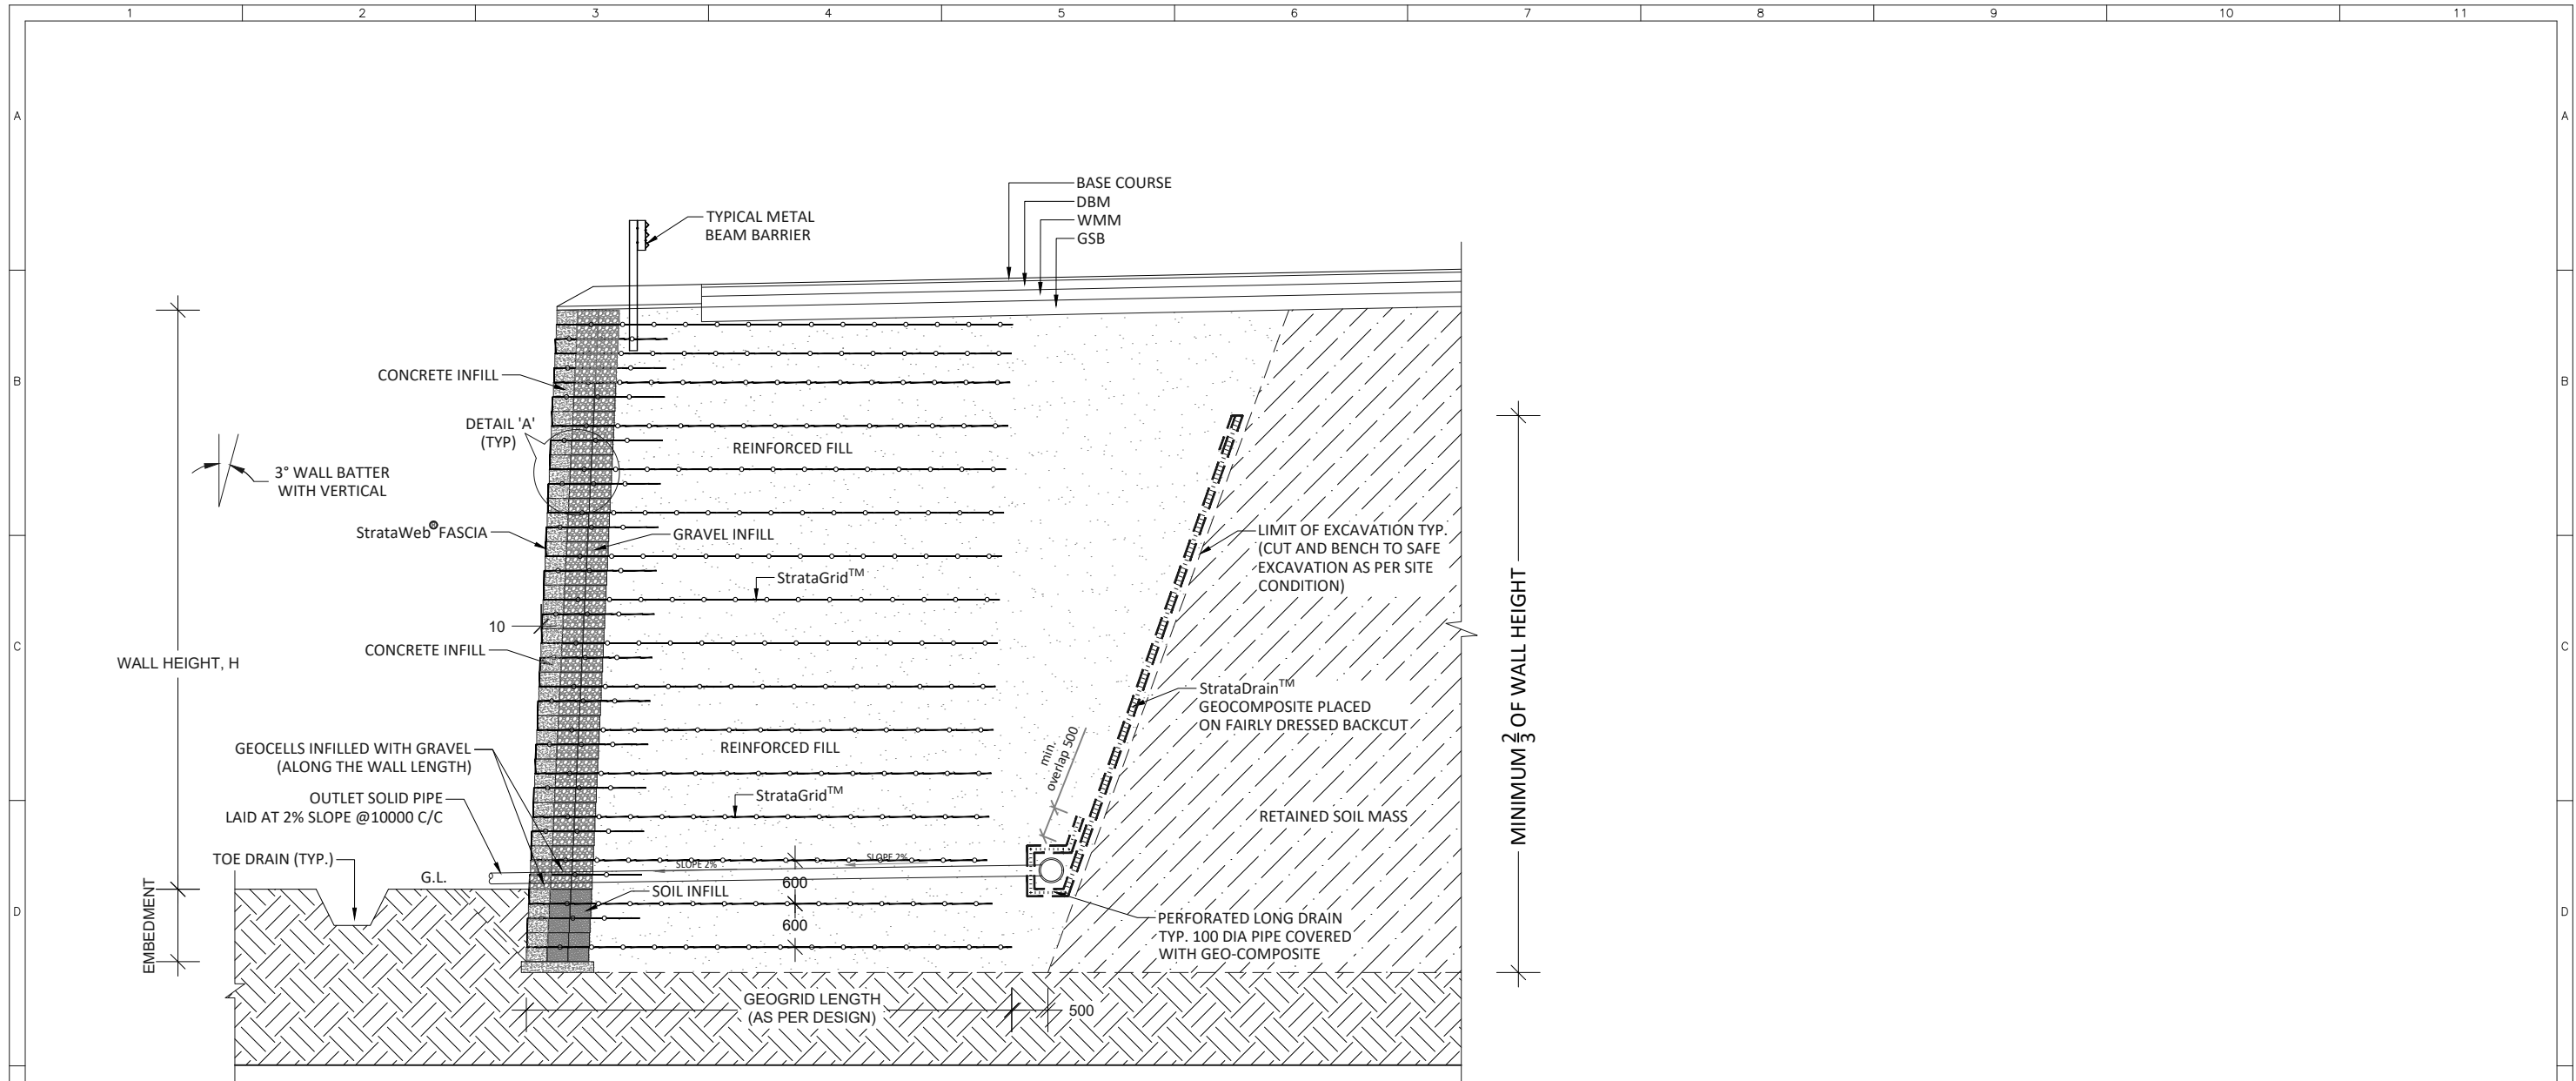 1 2 3 4 5 6 7 8 9 10 11
A A
BASE COURSE
DBM
WMM
GSB
TYPICAL METAL
BEAM BARRIER
B B
CONCRETE INFILL
DETAIL 'A'
(TYP)
REINFORCED FILL
3° WALL BATTER
WITH VERTICAL
StrataWeb® FASCIA
GRAVEL INFILL
LIMIT OF EXCAVATION TYP.
(CUT AND BENCH TO SAFE
EXCAVATION AS PER SITE
CONDITION)
StrataGrid™
10
C C
CONCRETE INFILL
WALL HEIGHT, H
MINIMUM 2/3 OF WALL HEIGHT
StrataDrain™
GEOCOMPOSITE PLACED
ON FAIRLY DRESSED BACKCUT
GEOCELLS INFILLED WITH GRAVEL
(ALONG THE WALL LENGTH)
REINFORCED FILL
min.
overlap 500
StrataGrid™
OUTLET SOLID PIPE
LAID AT 2% SLOPE @10000 C/C
RETAINED SOIL MASS
TOE DRAIN (TYP.)
G.L.
SLOPE 2%
SLOPE 2%
600
SOIL INFILL
EMBEDMENT
D D
600
PERFORATED LONG DRAIN
TYP. 100 DIA PIPE COVERED
WITH GEO-COMPOSITE
GEOGRID LENGTH
(AS PER DESIGN)
500